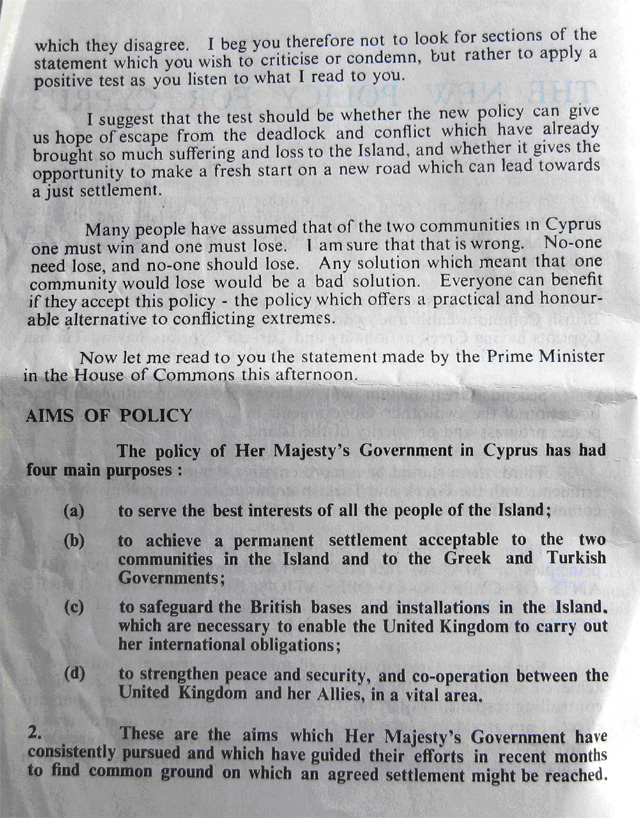 which they disagree. I beg you therefore not to look for sections of the
statement which you wish to criticise or condemn, but rather to apply a
positive test as you listen to what I read to you.
I suggest that the test should be whether the new policy can give
us hope of escape from the deadlock and conflict which have already
brought so much suffering and loss to the Island, and whether it gives the
opportunity to make a fresh start on a new road which can lead towards
a just settlement.
Many people have assumed that of the two communities in Cyprus
one must win and one must lose. I am sure that that is wrong. No-one
need lose, and no-one should lose. Any solution which meant that one
community would lose would be a bad solution. Everyone can benefit
if they accept this policy - the policy which offers a practical and honour-
able alternative to conflicting extremes.
Now let me read to you the statement made by the Prime Minister
in the House of Commons this afternoon.
AIMS OF POLICY
The policy of Her Majesty's Government in Cyprus has had
four main purposes :
(a) to serve the best interests of all the people of the Island;
(b) to achieve a permanent settlement acceptable to the two
communities in the Island and to the Greek and Turkish
Governments;
(c) to safeguard the British bases and installations in the Island.
which are necessary to enable the United Kingdom to carry out
her international obligations;
(d) to strengthen peace and security, and co-operation between the
United Kingdom and her Allies, in a vital area.
2. These are the aims which Her Majesty's Government have
consistently pursued and which have guided their efforts in recent months
to find common ground on which an agreed settlement might be reached.